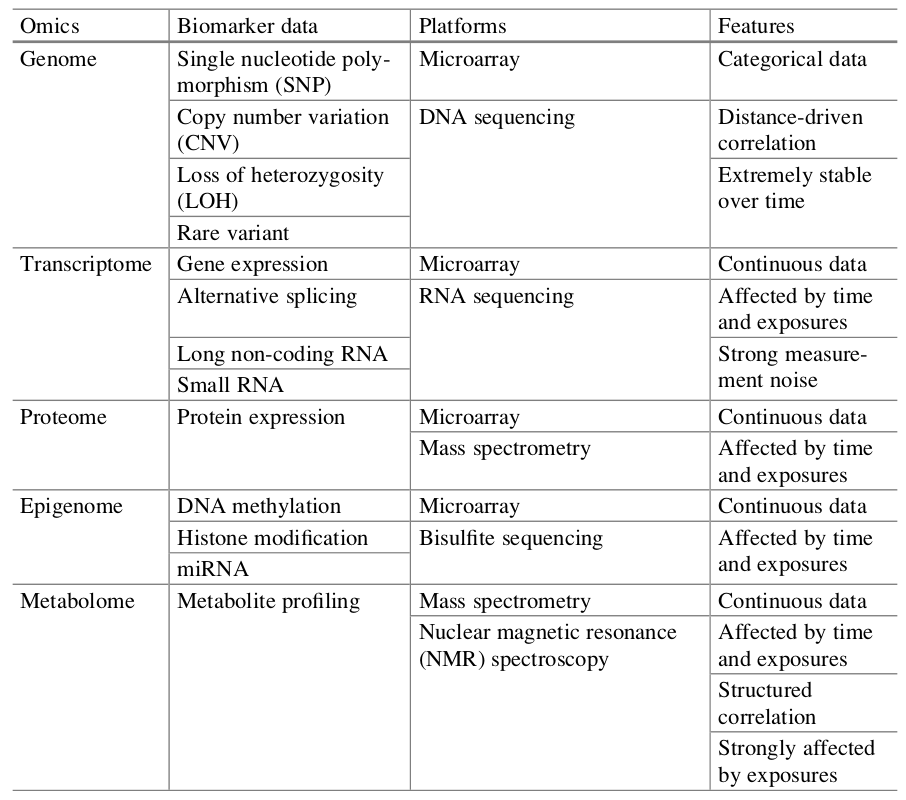 Omics Biomarker data Platforms Features
Genome Single nucleotide poly- Microarray Categorical data
morphism (SNP)
Copy number variation DNA sequencing Distance-driven
(CNV) correlation
Loss of heterozygosity Extremely stable
(LOH) over time
Rare variant
Transcriptome Gene expression Microarray Continuous data
Alternative splicing RNA sequencing Affected by time
and exposures
Long non-coding RNA Strong measure-
Small RNA ment noise
Proteome Protein expression Microarray Continuous data
Mass spectrometry Affected by time
and exposures
Epigenome DNA methylation Microarray Continuous data
Histone modification Bisulfite sequencing Affected by time
miRNA and exposures
Metabolome Metabolite profiling Mass spectrometry Continuous data
Nuclear magnetic resonance Affected by time
(NMR) spectroscopy and exposures
Structured
correlation
Strongly affected
by exposures